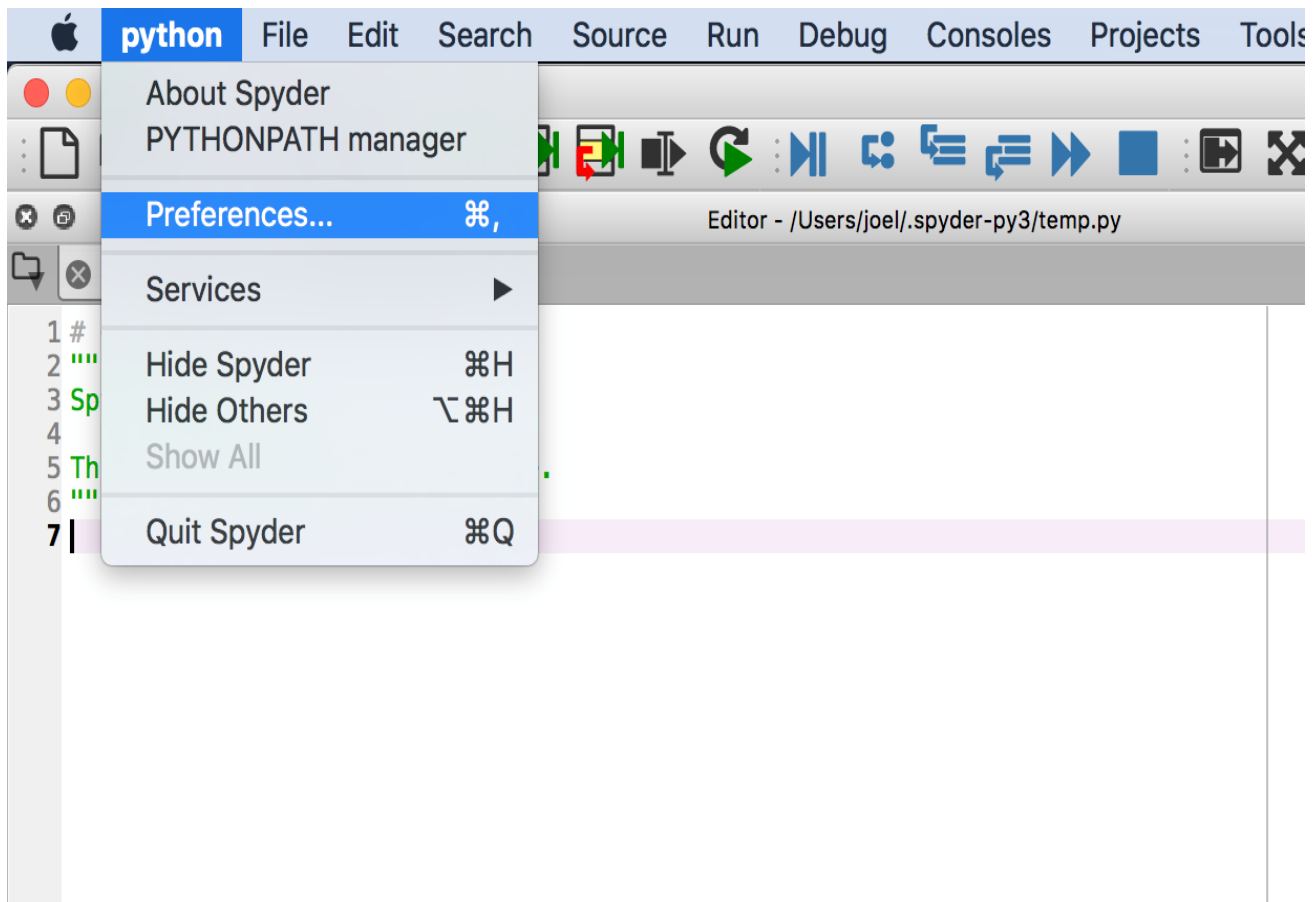 python File Edit Search Source Run Debug Consoles Projects Tools
About Spyder
PYTHONPATH manager
Preferences... ⌘,
Editor - /Users/joel/.spyder-py3/temp.py
Services ▶
Hide Spyder ⌘H
Hide Others ⌥⌘H
Show All
Quit Spyder ⌘Q
1 #
2 """
3 Sp
4
5 Th .
6 """
7